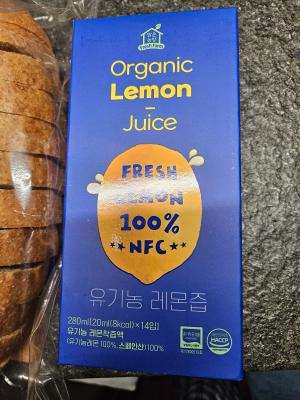 Organic
Lemon
Juice
FRESH
LEMON
100%
NFC
유기농 레몬즙
280ml[20ml(8kcal)×14입]
유기농 레몬착즙액
(유기농레몬 100%, 스페인산) 100%
HACCP